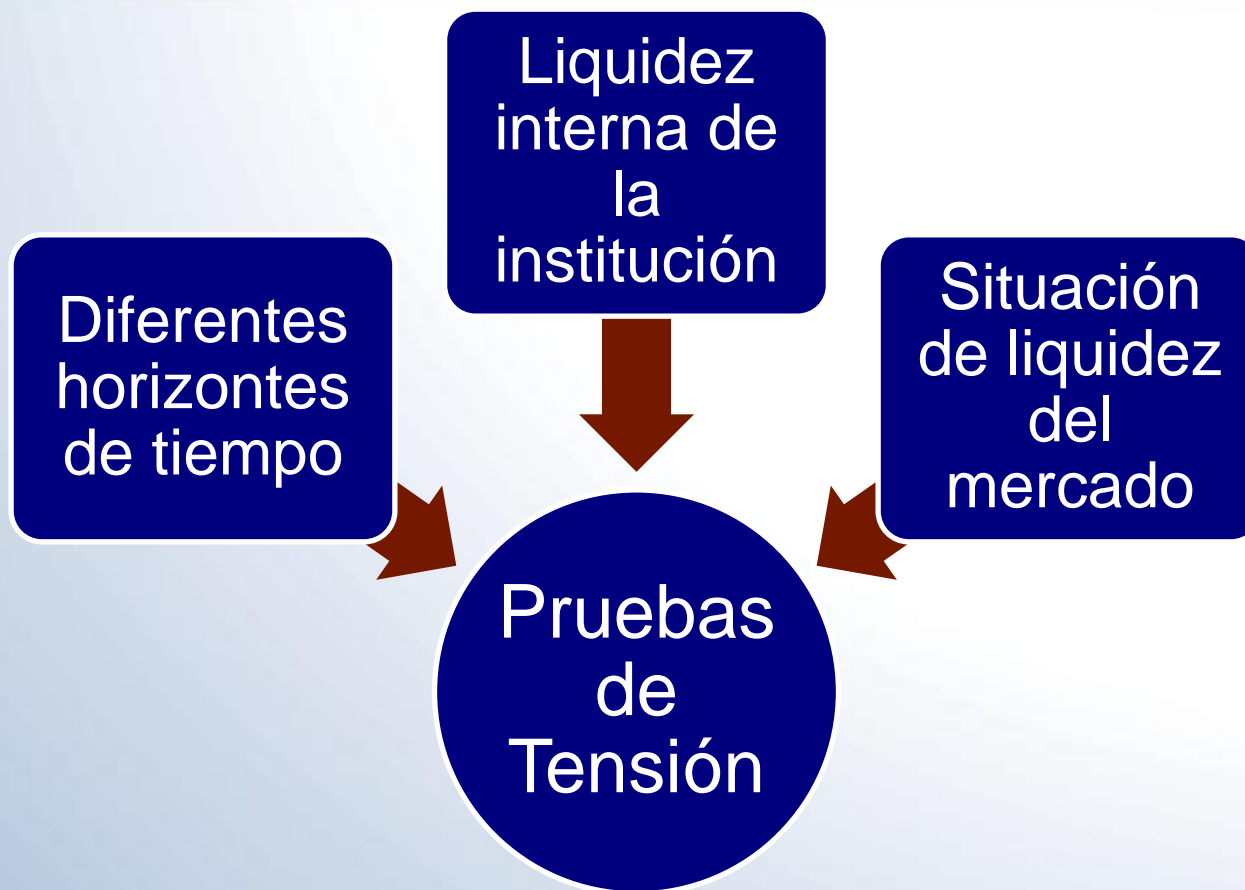 Liquidez
interna de
la
institución
Diferentes
horizontes
de tiempo
Situación
de liquidez
del
mercado
Pruebas
de
Tensión